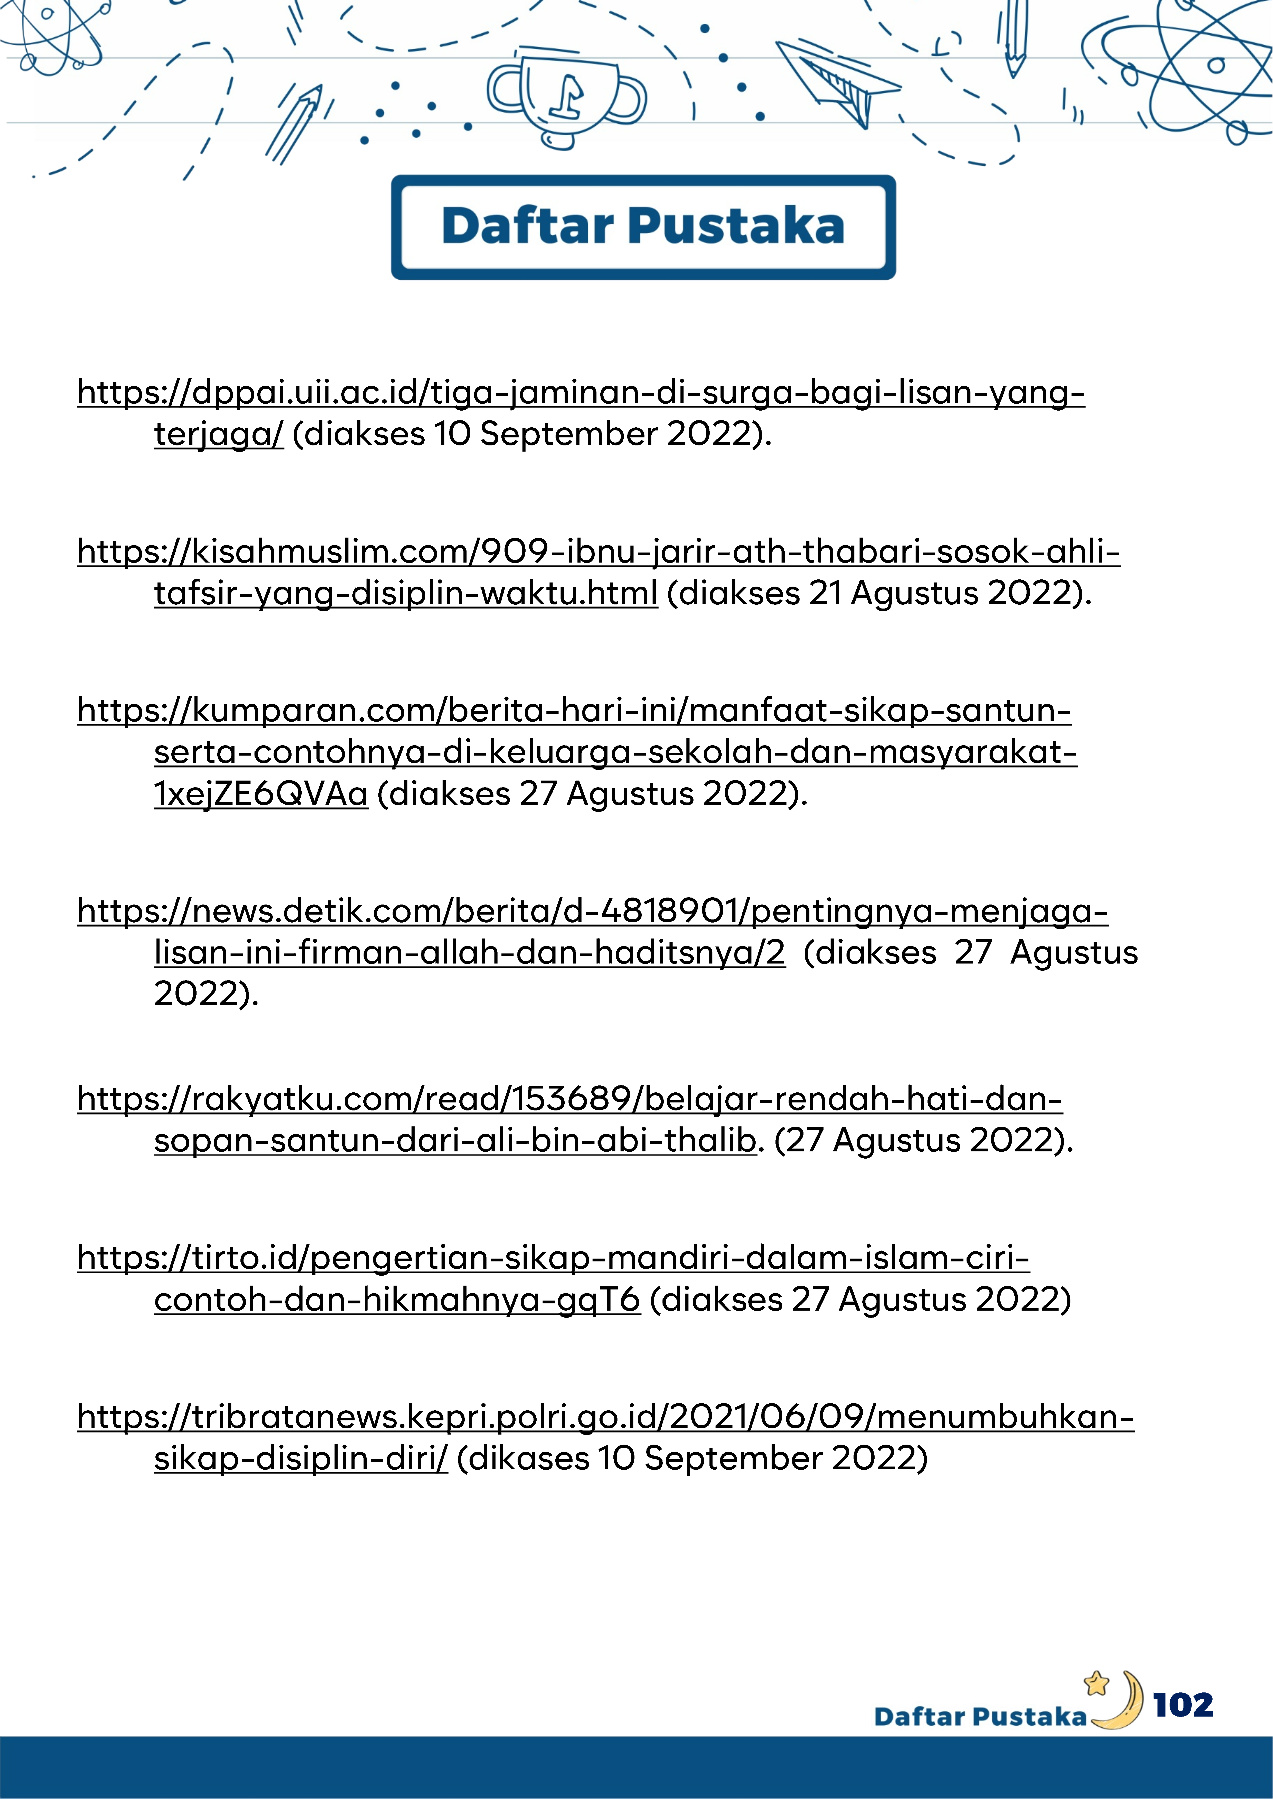 Daftar Pustaka
https://dppai.uii.ac.id/tiga-jaminan-di-surga-bagi-lisan-yang-
terjaga/ (diakses 10 September 2022).
https://kisahmuslim.com/909-ibnu-jarir-ath-thabari-sosok-ahli-
tafsir-yang-disiplin-waktu.html (diakses 21 Agustus 2022).
https://kumparan.com/berita-hari-ini/manfaat-sikap-santun-
serta-contohnya-di-keluarga-sekolah-dan-masyarakat-
1xejZE6QVAa (diakses 27 Agustus 2022).
https://news.detik.com/berita/d-4818901/pentingnya-menjaga-
lisan-ini-firman-allah-dan-haditsnya/2 (diakses 27 Agustus
2022).
https://rakyatku.com/read/153689/belajar-rendah-hati-dan-
sopan-santun-dari-ali-bin-abi-thalib. (27 Agustus 2022).
https://tirto.id/pengertian-sikap-mandiri-dalam-islam-ciri-
contoh-dan-hikmahnya-gqT6 (diakses 27 Agustus 2022)
https://tribratanews.kepri.polri.go.id/2021/06/09/menumbuhkan-
sikap-disiplin-diri/ (dikases 10 September 2022)
Daftar Pustaka 102